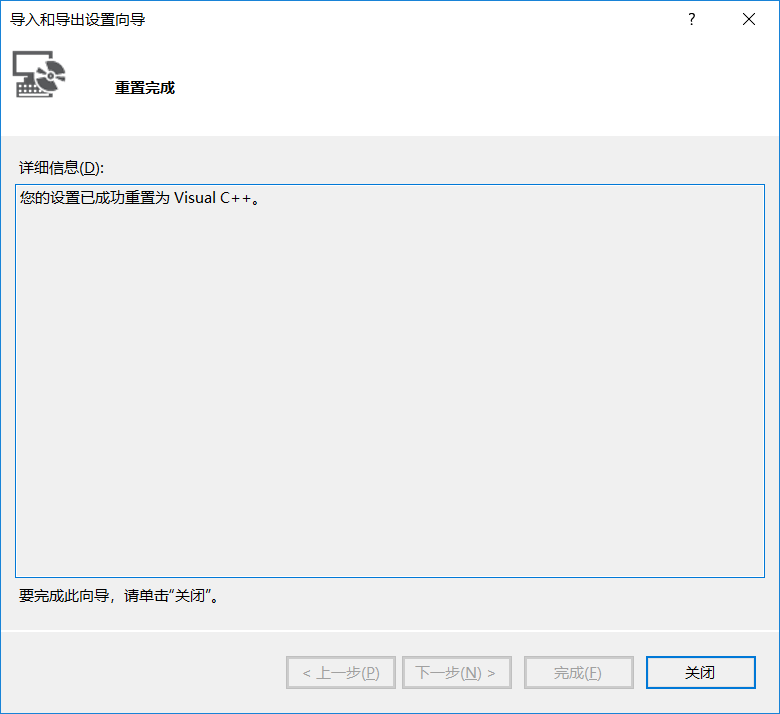 导入和导出设置向导
?
重置完成
详细信息(D):
您的设置已成功重置为 Visual C++。
要完成此向导，请单击“关闭”。
< 上一步(P) 下一步(N) > 完成(F) 关闭